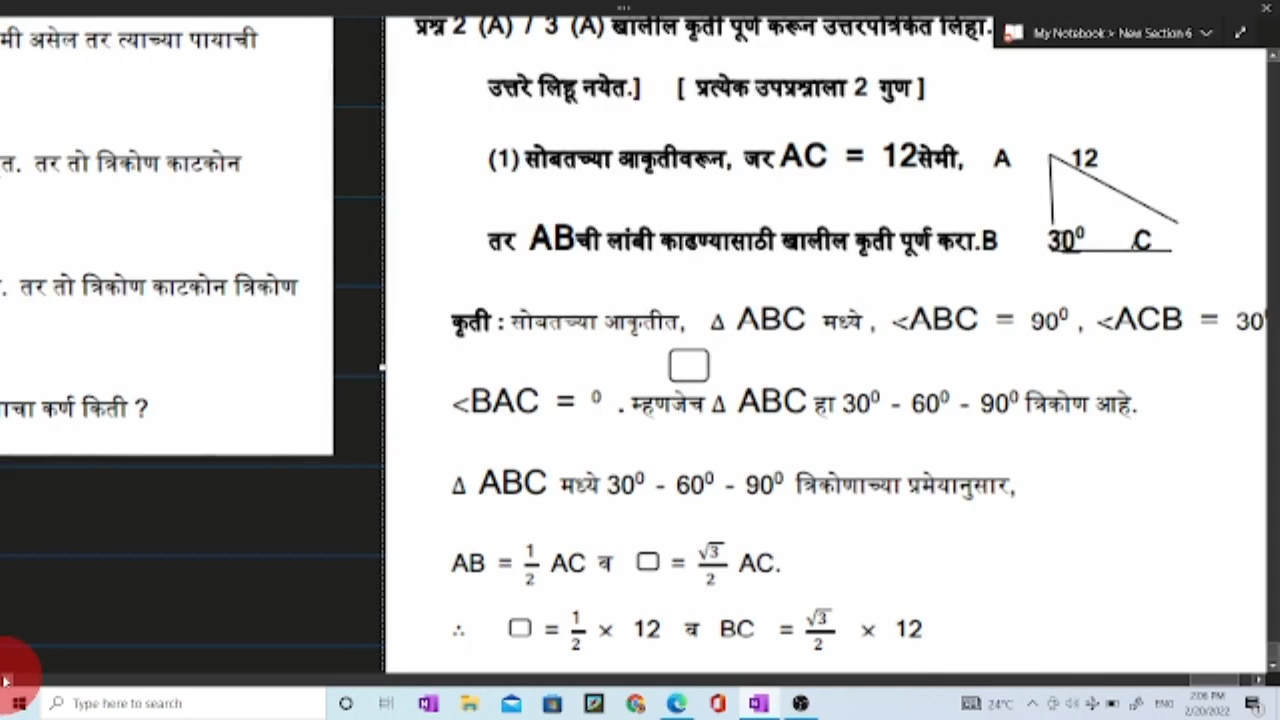 मी असेल तर त्याच्या पायाची
त. तर तो त्रिकोण काटकोन
. तर तो त्रिकोण काटकोन त्रिकोण
ाचा कर्ण किती ?
प्रश्न 2 (A) / 3 (A) खालील कृती पूर्ण करून उत्तरपत्रिकेत लिहा.
My Notebook > New Section 6
उत्तरे लिहू नयेत.] [ प्रत्येक उपप्रश्नाला 2 गुण ]
(1) सोबतच्या आकृतीवरून, जर AC = 12सेमी, A 12
तर ABची लांबी काढण्यासाठी खालील कृती पूर्ण करा.B 30⁰ C
कृती : सोबतच्या आकृतीत, Δ ABC मध्ये , <ABC = 90⁰ , <ACB = 30⁰
<BAC = ⁰ . म्हणजेच Δ ABC हा 30⁰ - 60⁰ - 90⁰ त्रिकोण आहे.
Δ ABC मध्ये 30⁰ - 60⁰ - 90⁰ त्रिकोणाच्या प्रमेयानुसार,
AB = 1/2 AC व □ = √3/2 AC.
∴ □ = 1/2 × 12 व BC = √3/2 × 12
Type here to search
24°C ENG 2:06 PM
2/20/2022